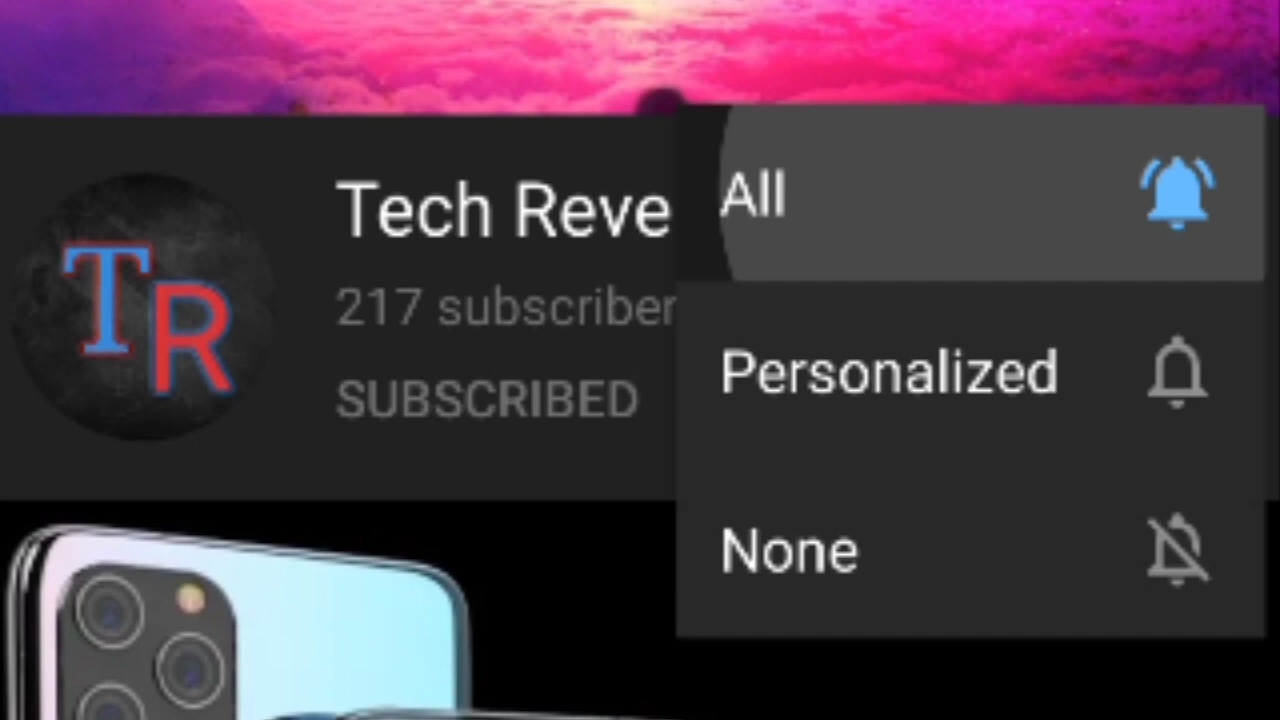 TR
Tech Reve
217 subscriber
SUBSCRIBED
All
Personalized
None